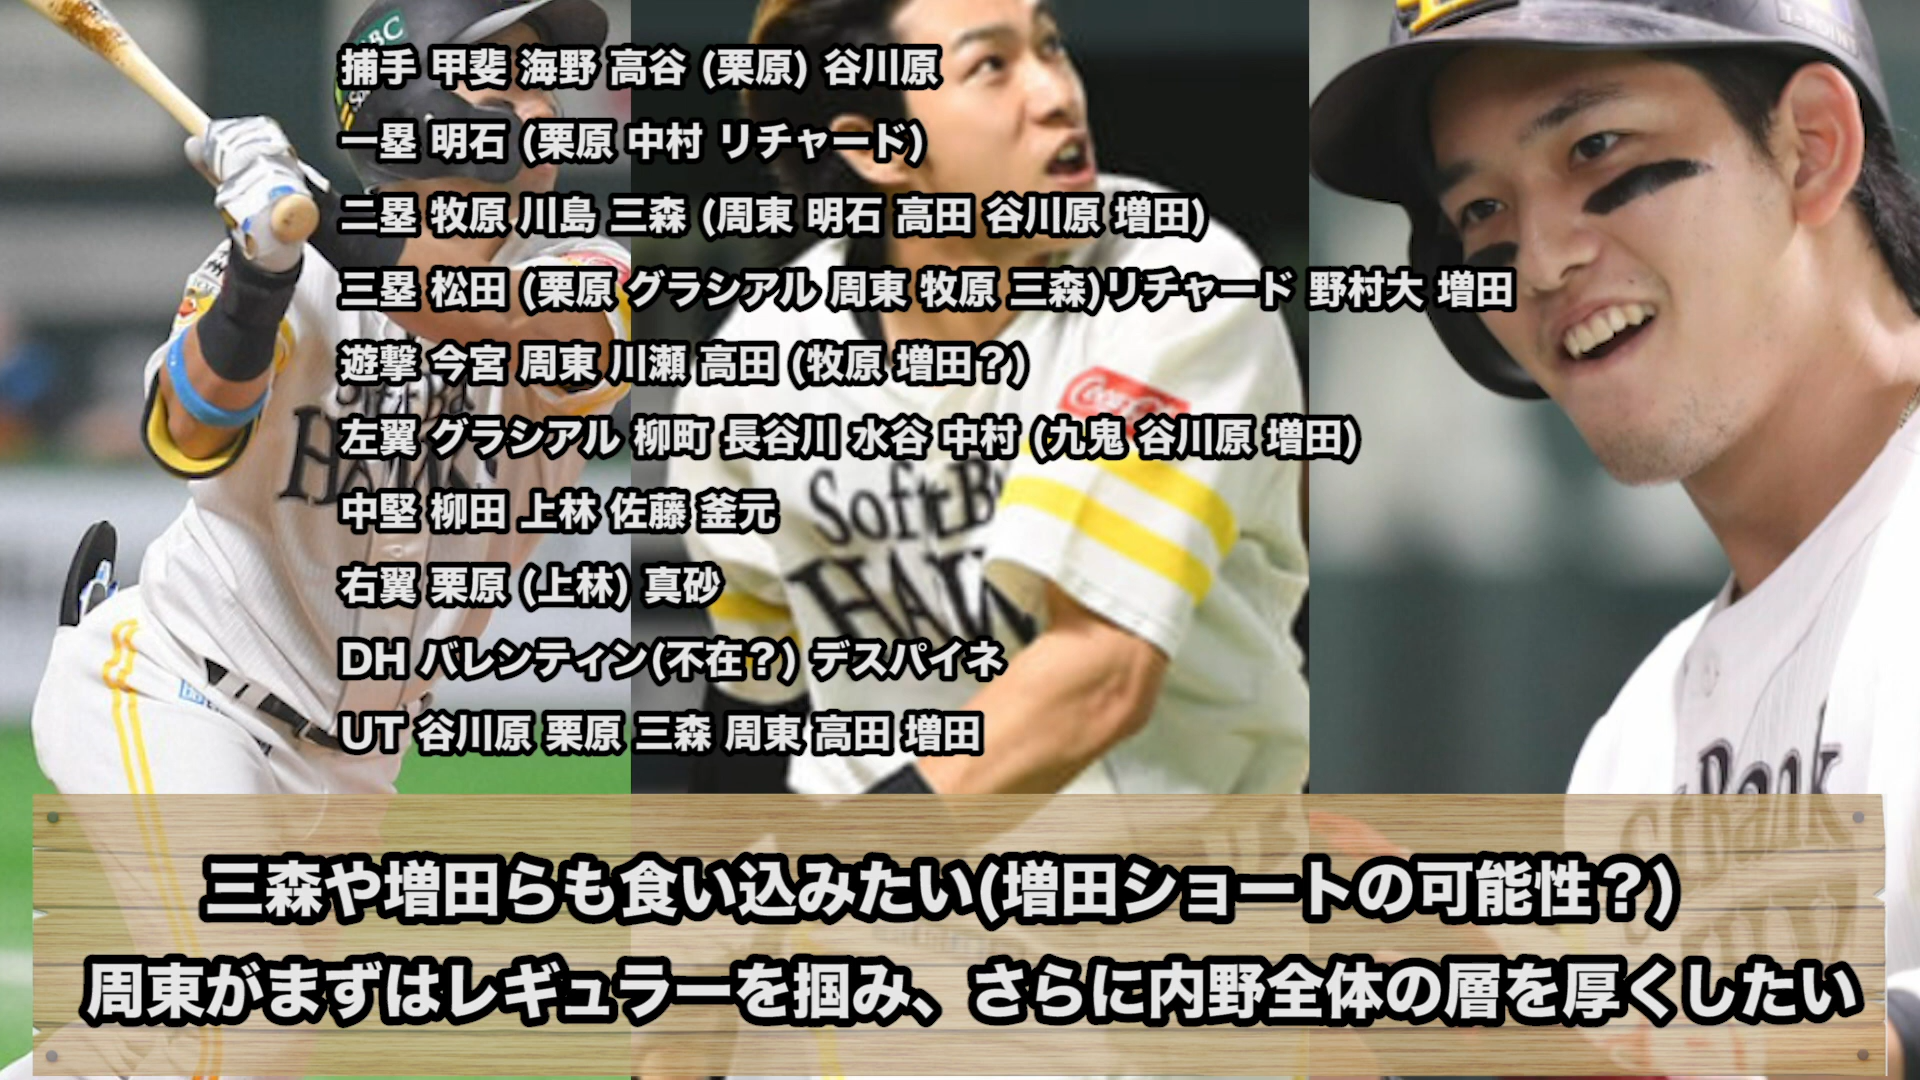 捕手 甲斐 海野 高谷 (栗原) 谷川原
一塁 明石 (栗原 中村 リチャード)
二塁 牧原 川島 三森 (周東 明石 高田 谷川原 増田)
三塁 松田 (栗原 グラシアル 周東 牧原 三森)リチャード 野村大 増田
遊撃 今宮 周東 川瀬 高田 (牧原 増田？)
左翼 グラシアル 柳町 長谷川 水谷 中村 (九鬼 谷川原 増田)
中堅 柳田 上林 佐藤 釜元
右翼 栗原 (上林) 真砂
DH バレンティン(不在？) デスパイネ
UT 谷川原 栗原 三森 周東 高田 増田
三森や増田らも食い込みたい(増田ショートの可能性？)
周東がまずはレギュラーを掴み、さらに内野全体の層を厚くしたい